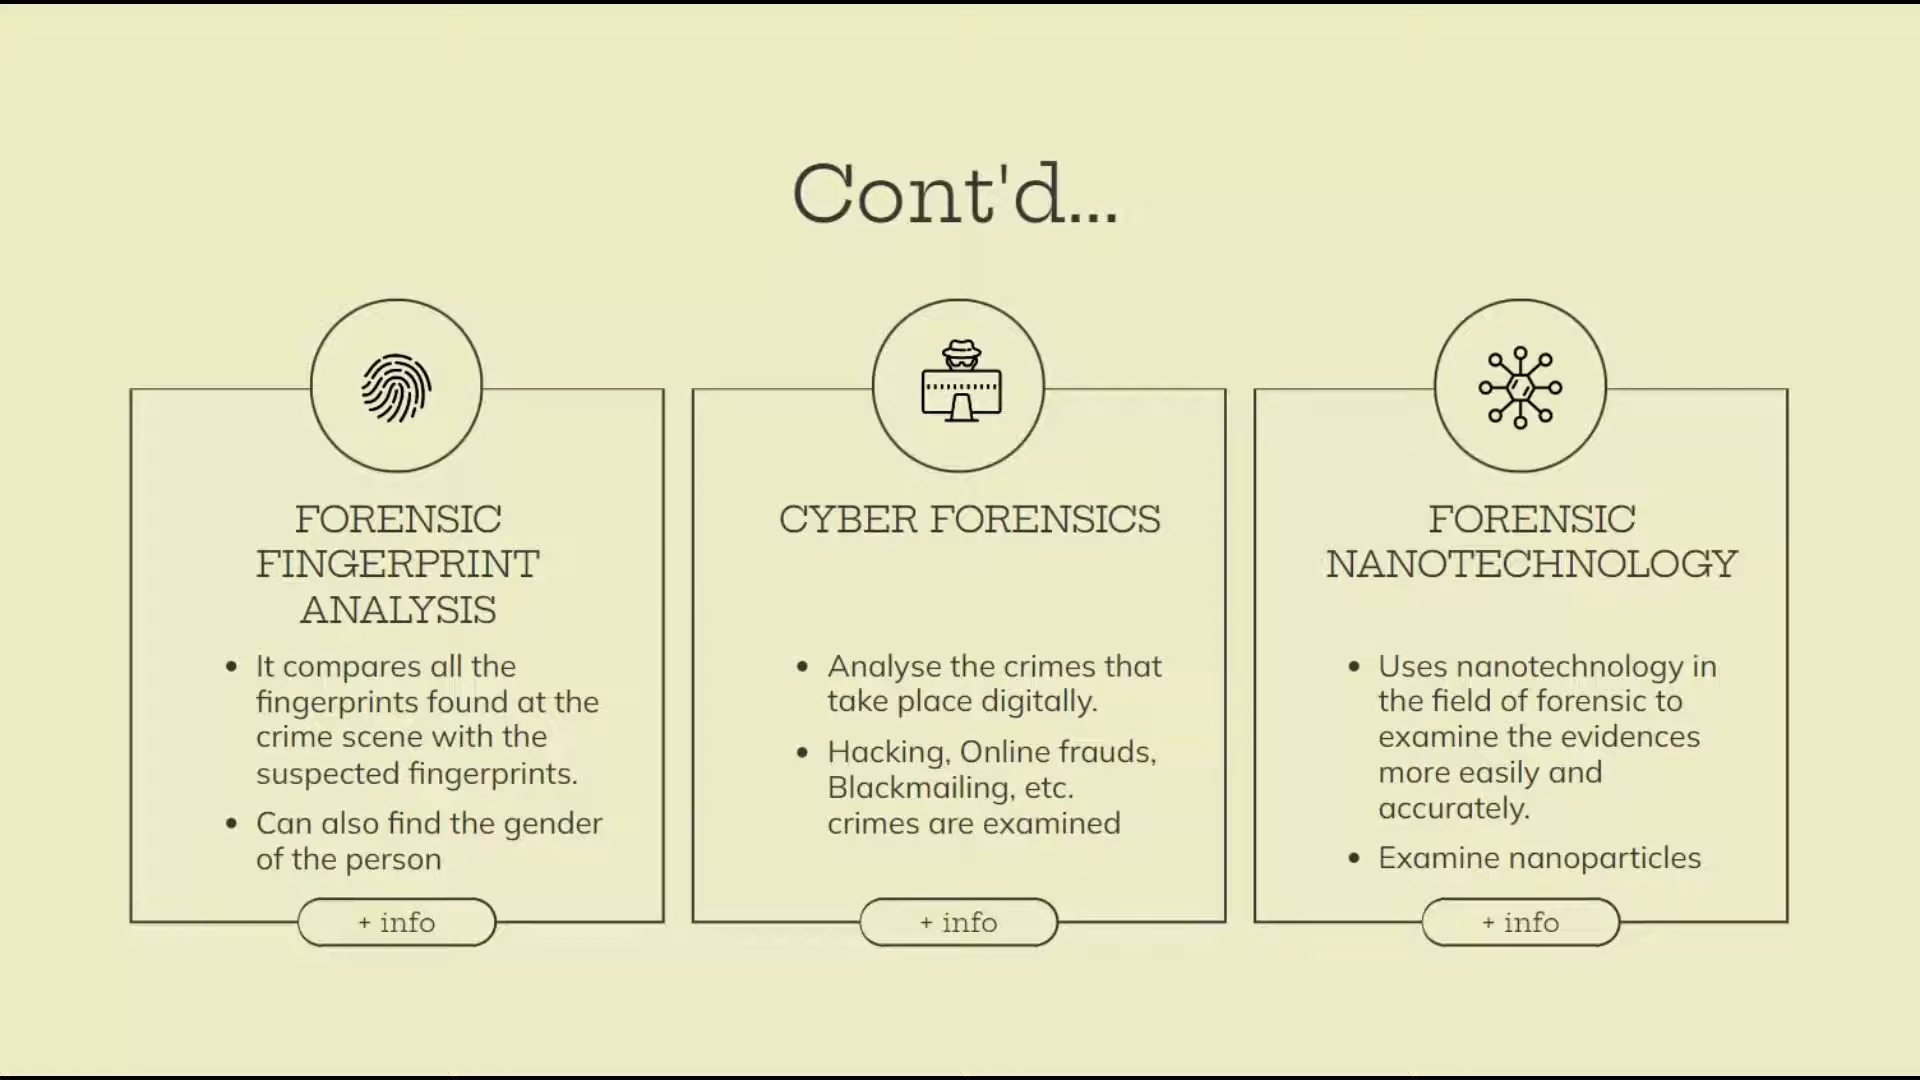 Cont'd...
FORENSIC
FINGERPRINT
ANALYSIS
• It compares all the
fingerprints found at the
crime scene with the
suspected fingerprints.
• Can also find the gender
of the person
+ info
CYBER FORENSICS
• Analyse the crimes that
take place digitally.
• Hacking, Online frauds,
Blackmailing, etc.
crimes are examined
+ info
FORENSIC
NANOTECHNOLOGY
• Uses nanotechnology in
the field of forensic to
examine the evidences
more easily and
accurately.
• Examine nanoparticles
+ info